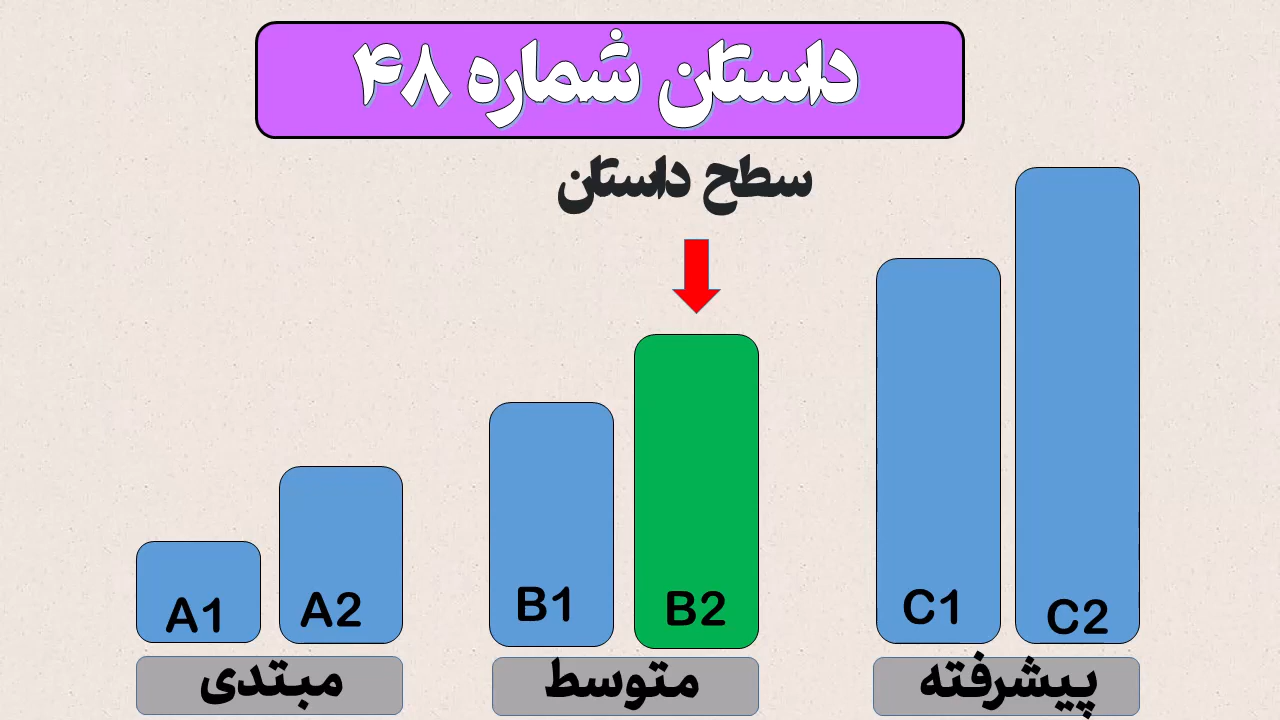 داستان شماره ۴۸
سطح داستان
A1
A2
B1
B2
C1
C2
مبتدی
متوسط
پیشرفته